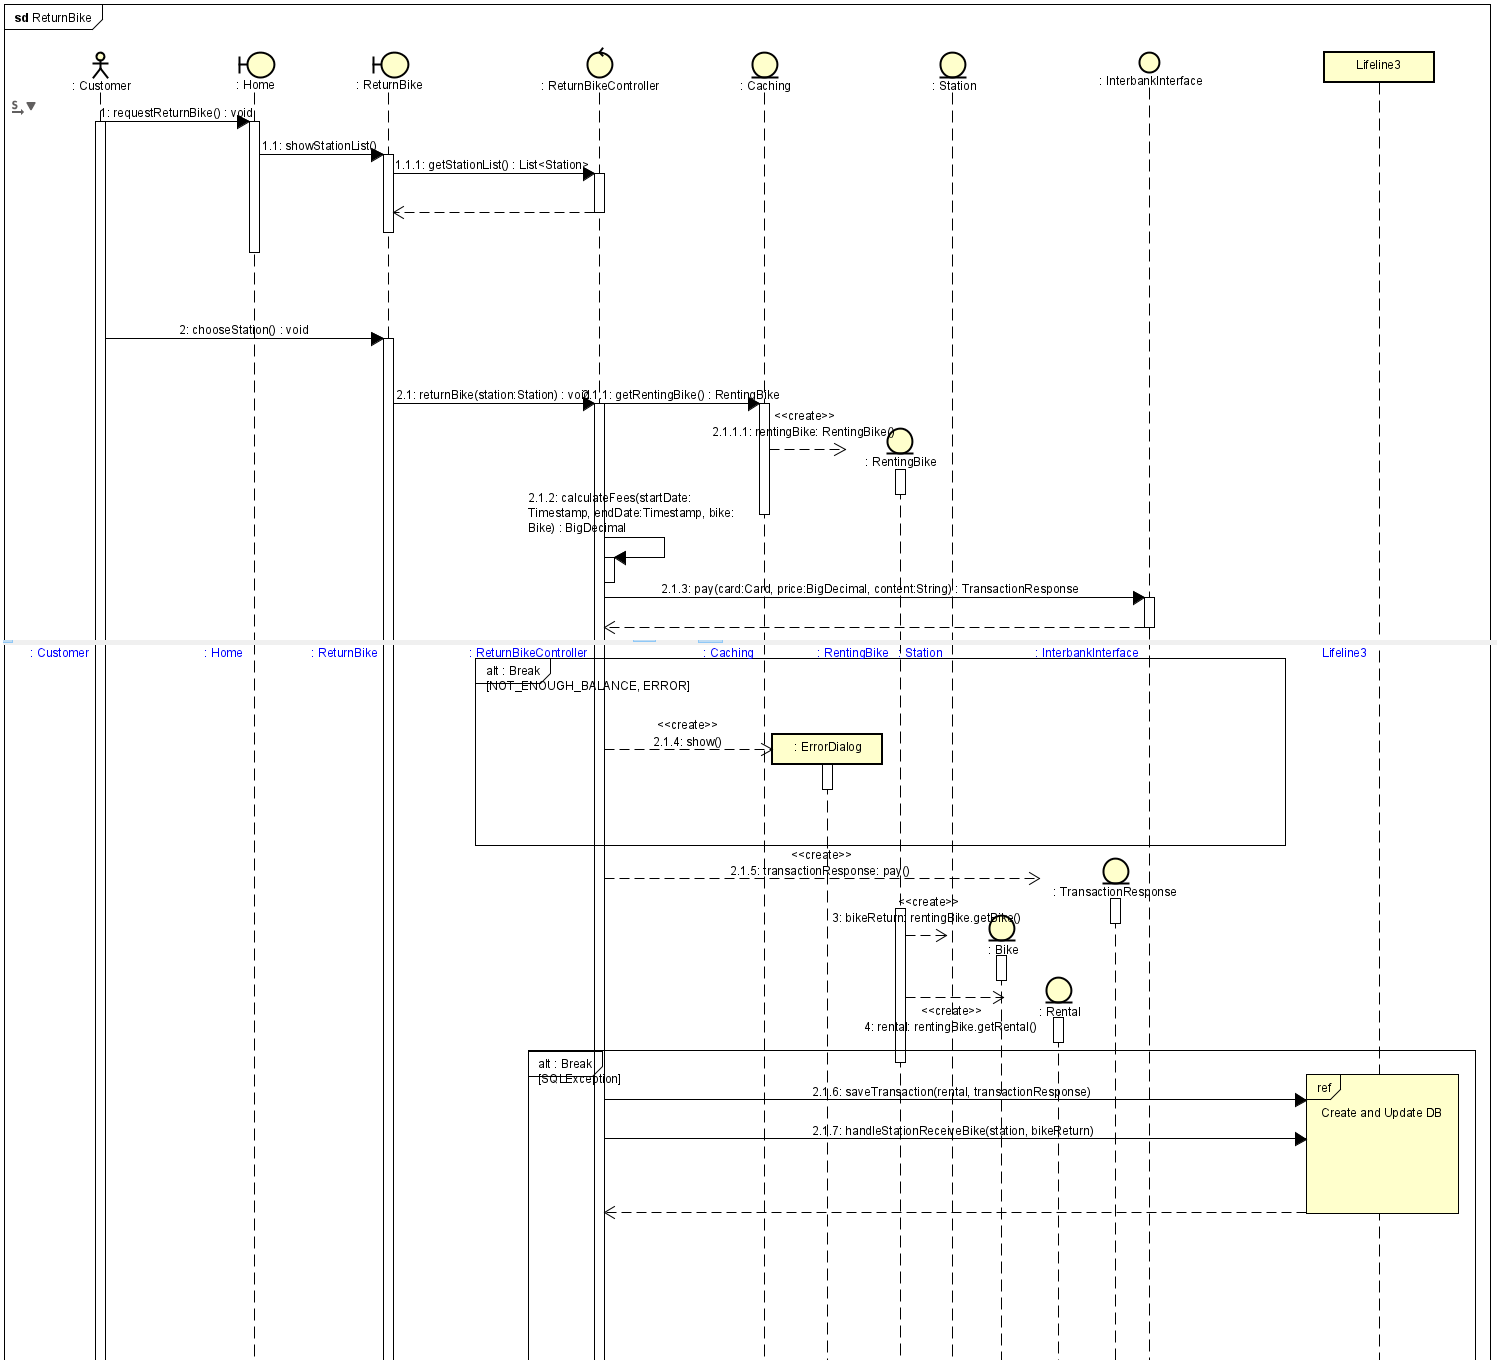 sd ReturnBike
: Customer
: Home
: ReturnBike
: ReturnBikeController
: Caching
: Station
: InterbankInterface
Lifeline3
S
1: requestReturnBike() : void
1.1: showStationList()
1.1.1: getStationList() : List<Station>
2: chooseStation() : void
2.1: returnBike(station:Station) : void
2.1.1: getRentingBike() : RentingBike
<<create>>
2.1.1.1: rentingBike: RentingBike()
: RentingBike
2.1.2: calculateFees(startDate:
Timestamp, endDate:Timestamp, bike:
Bike) : BigDecimal
2.1.3: pay(card:Card, price:BigDecimal, content:String) : TransactionResponse
: Customer
: Home
: ReturnBike
: ReturnBikeController
: Caching
: RentingBike
: Station
: InterbankInterface
Lifeline3
alt : Break
[NOT_ENOUGH_BALANCE, ERROR]
<<create>>
2.1.4: show()
: ErrorDialog
<<create>>
2.1.5: transactionResponse: pay()
: TransactionResponse
<<create>>
3: bikeReturn: rentingBike.getBike()
: Bike
<<create>>
: Rental
4: rental: rentingBike.getRental()
alt : Break
[SQLException]
2.1.6: saveTransaction(rental, transactionResponse)
ref
Create and Update DB
2.1.7: handleStationReceiveBike(station, bikeReturn)